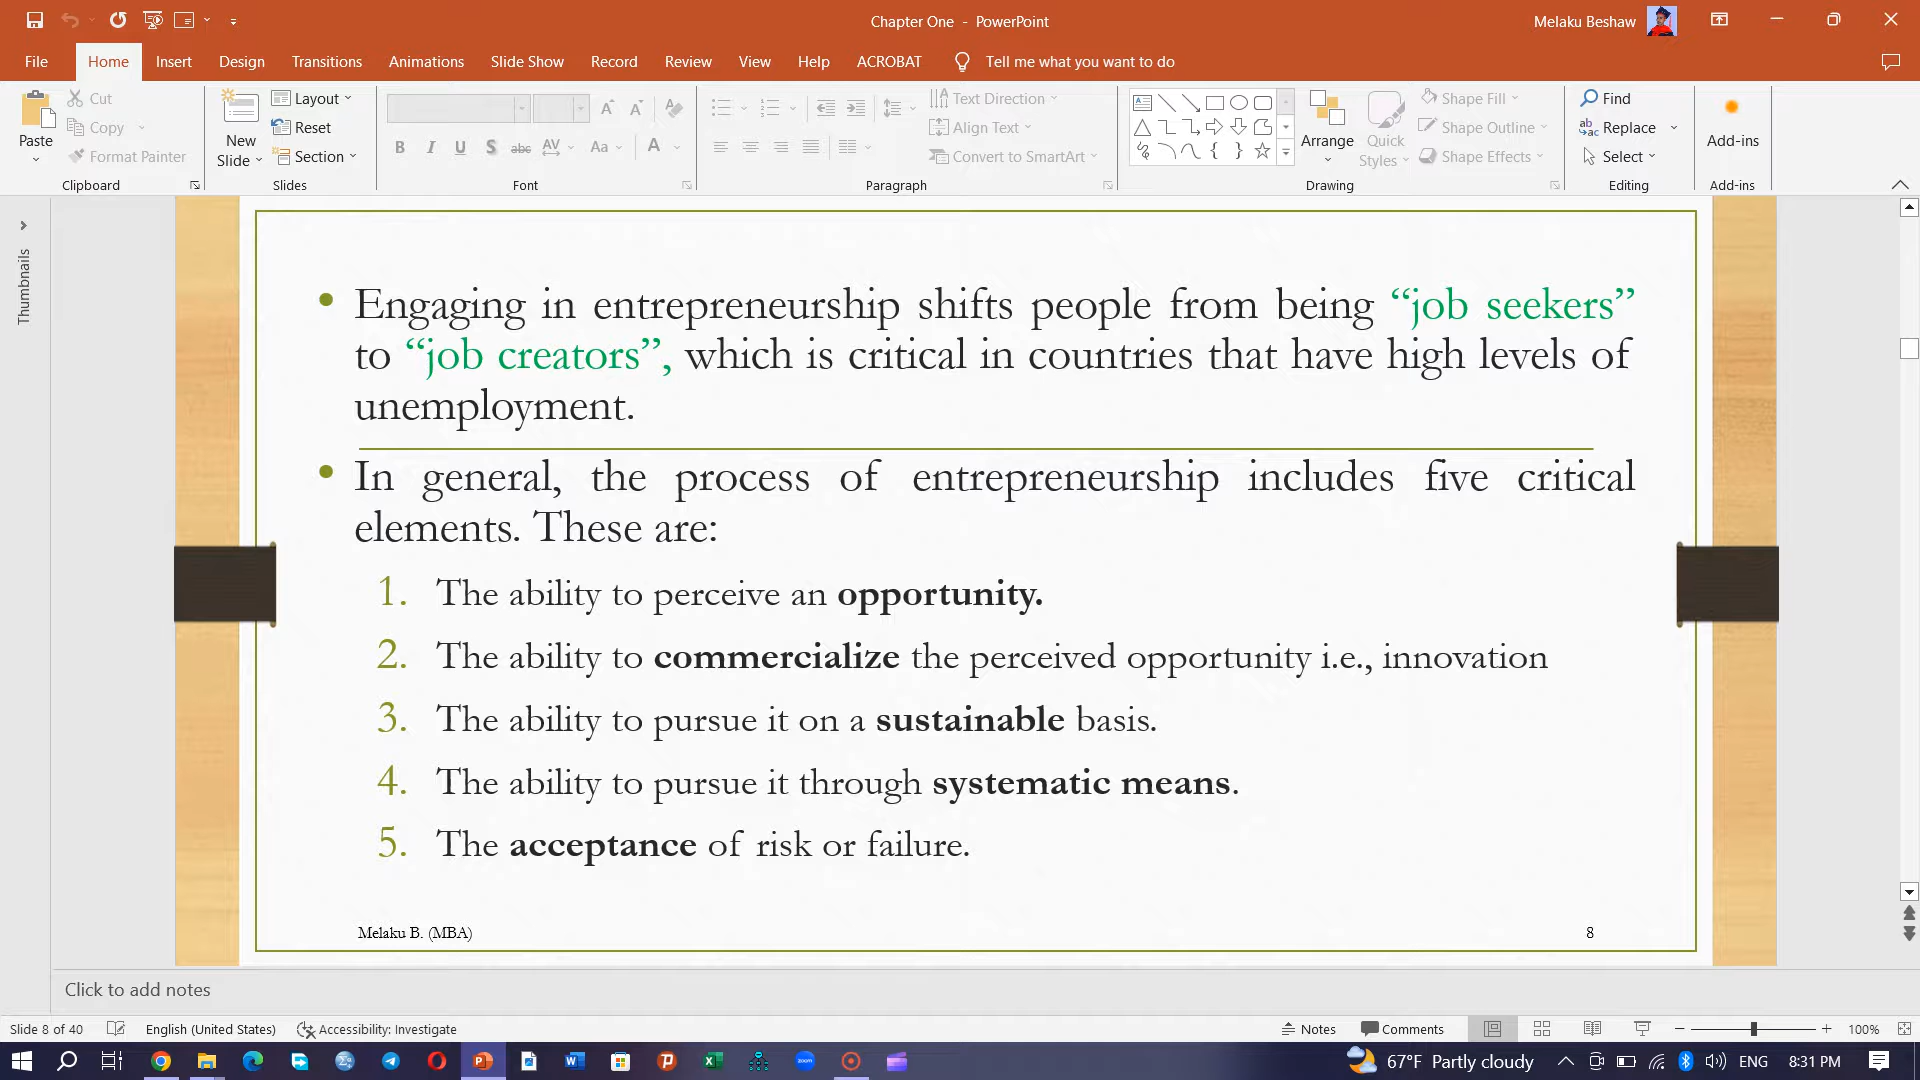 Chapter One - PowerPoint
Melaku Beshaw
File Home Insert Design Transitions Animations Slide Show Record Review View Help ACROBAT Tell me what you want to do
Paste
Cut
Copy
Format Painter
Clipboard
New Slide
Layout
Reset
Section
Slides
B I U S abc AV Aa A
Font
Text Direction
Align Text
Convert to SmartArt
Paragraph
Arrange
Quick Styles
Shape Fill
Shape Outline
Shape Effects
Drawing
Find
Replace
Select
Editing
Add-ins
Add-ins
Thumbnails
• Engaging in entrepreneurship shifts people from being “job seekers”
to “job creators”, which is critical in countries that have high levels of
unemployment.
• In general, the process of entrepreneurship includes five critical
elements. These are:
1. The ability to perceive an opportunity.
2. The ability to commercialize the perceived opportunity i.e., innovation
3. The ability to pursue it on a sustainable basis.
4. The ability to pursue it through systematic means.
5. The acceptance of risk or failure.
Melaku B. (MBA) 8
Click to add notes
Slide 8 of 40 English (United States) Accessibility: Investigate Notes Comments 100%
67°F Partly cloudy ENG 8:31 PM